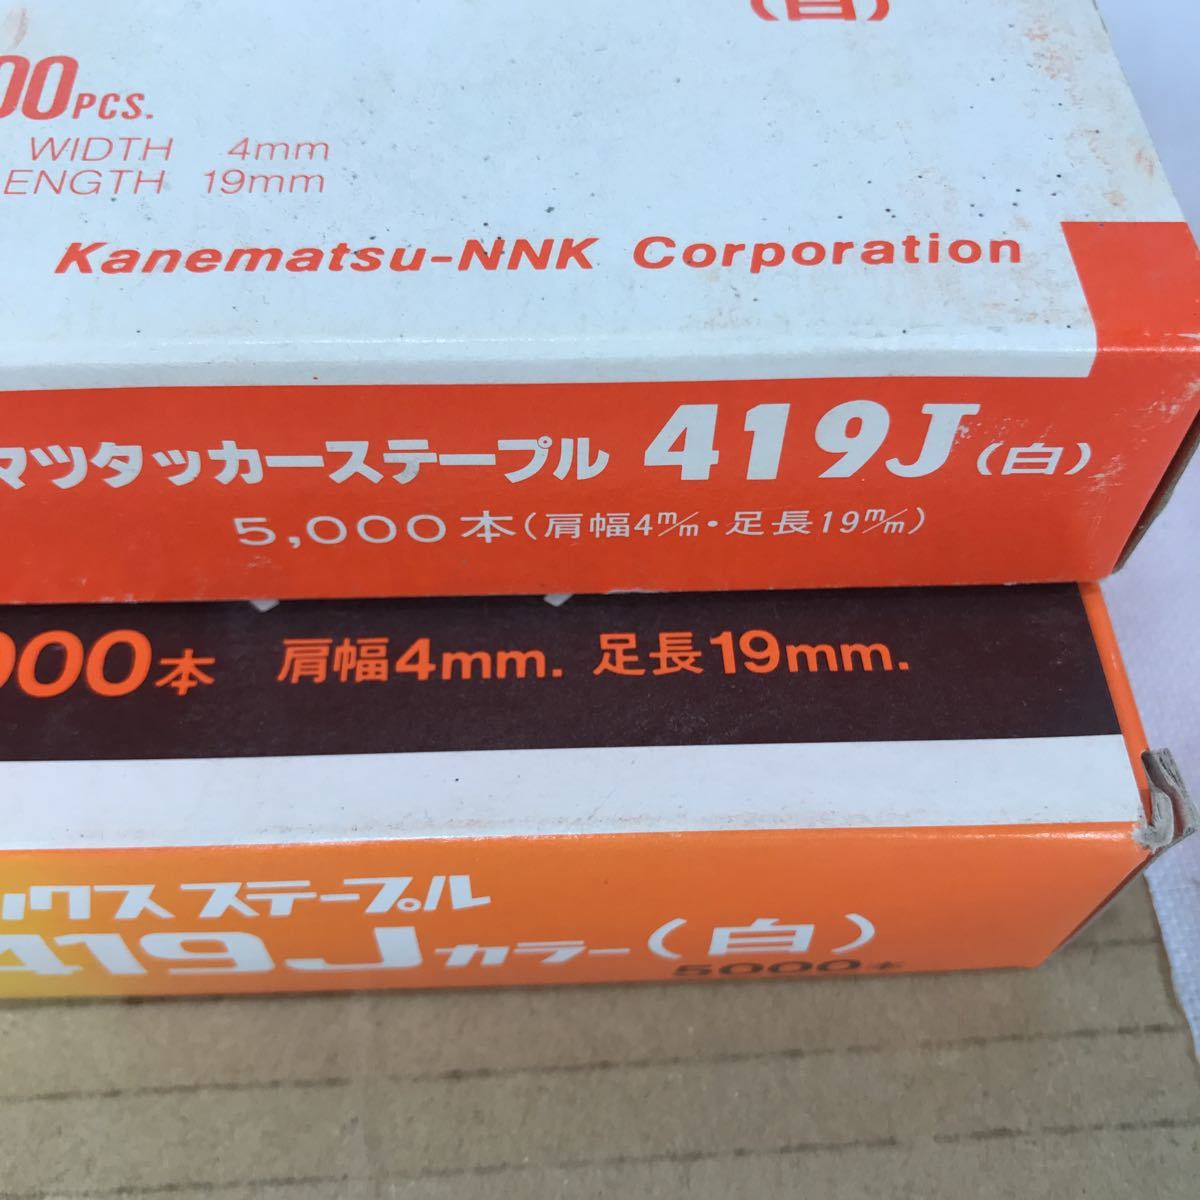 (白)
00PCS.
WIDTH 4mm
ENGTH 19mm
Kanematsu-NNK Corporation
マツタッカーステープル 419J(白)
5,000本(肩幅4m/m・足長19m/m)
000本 肩幅4mm. 足長19mm.
ックスステープル
419Jカラー(白)
5000本